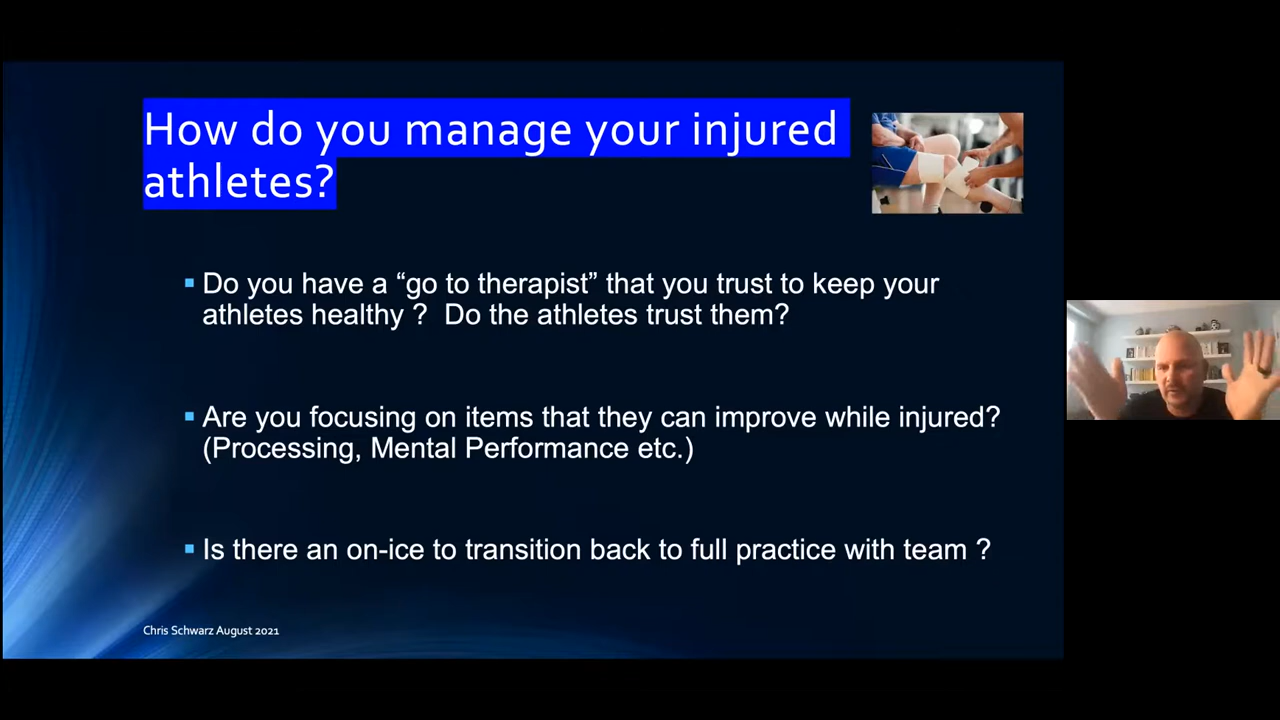 How do you manage your injured
athletes?
Do you have a “go to therapist” that you trust to keep your
athletes healthy ?  Do the athletes trust them?
Are you focusing on items that they can improve while injured?
(Processing, Mental Performance etc.)
Is there an on-ice to transition back to full practice with team ?
Chris Schwarz August 2021